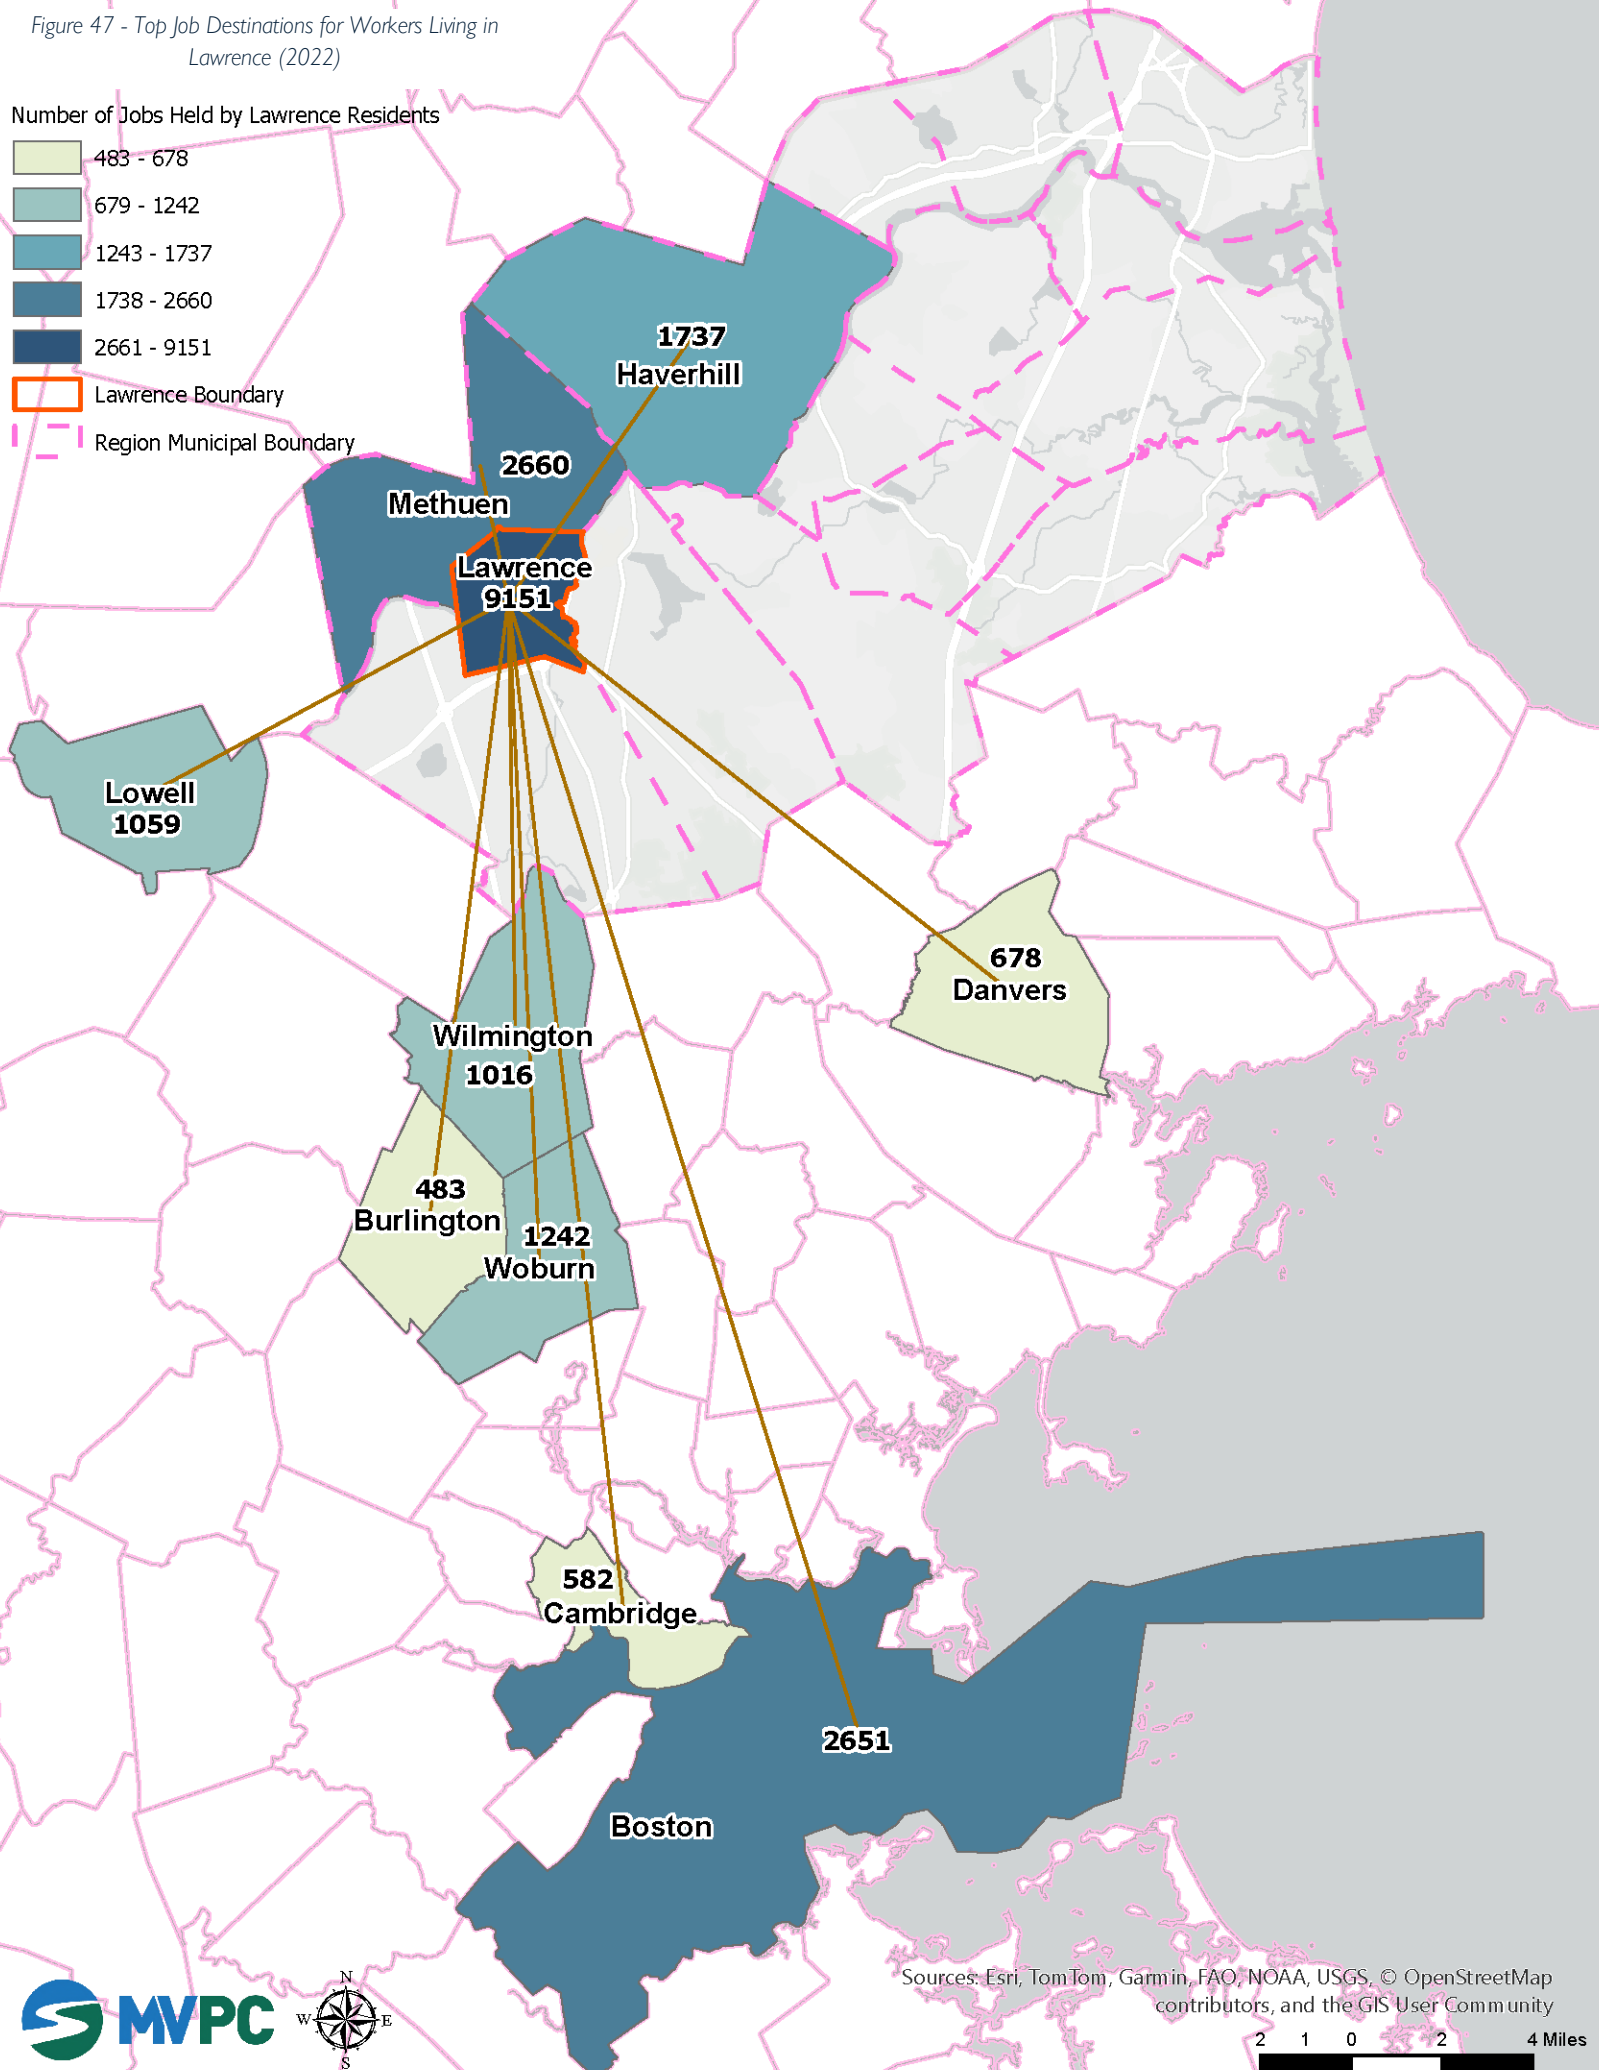 Figure 47 - Top Job Destinations for Workers Living in
Lawrence (2022)
Number of Jobs Held by Lawrence Residents
483 - 678
679 - 1242
1243 - 1737
1738 - 2660
2661 - 9151
Lawrence Boundary
Region Municipal Boundary
1737
Haverhill
2660
Methuen
Lawrence
9151
Lowell
1059
678
Danvers
Wilmington
1016
483
Burlington
1242
Woburn
582
Cambridge
2651
Boston
Sources: Esri, TomTom, Garmin, FAO, NOAA, USGS, © OpenStreetMap
contributors, and the GIS User Community
MVPC
N
W E
S
2 1 0 2 4 Miles